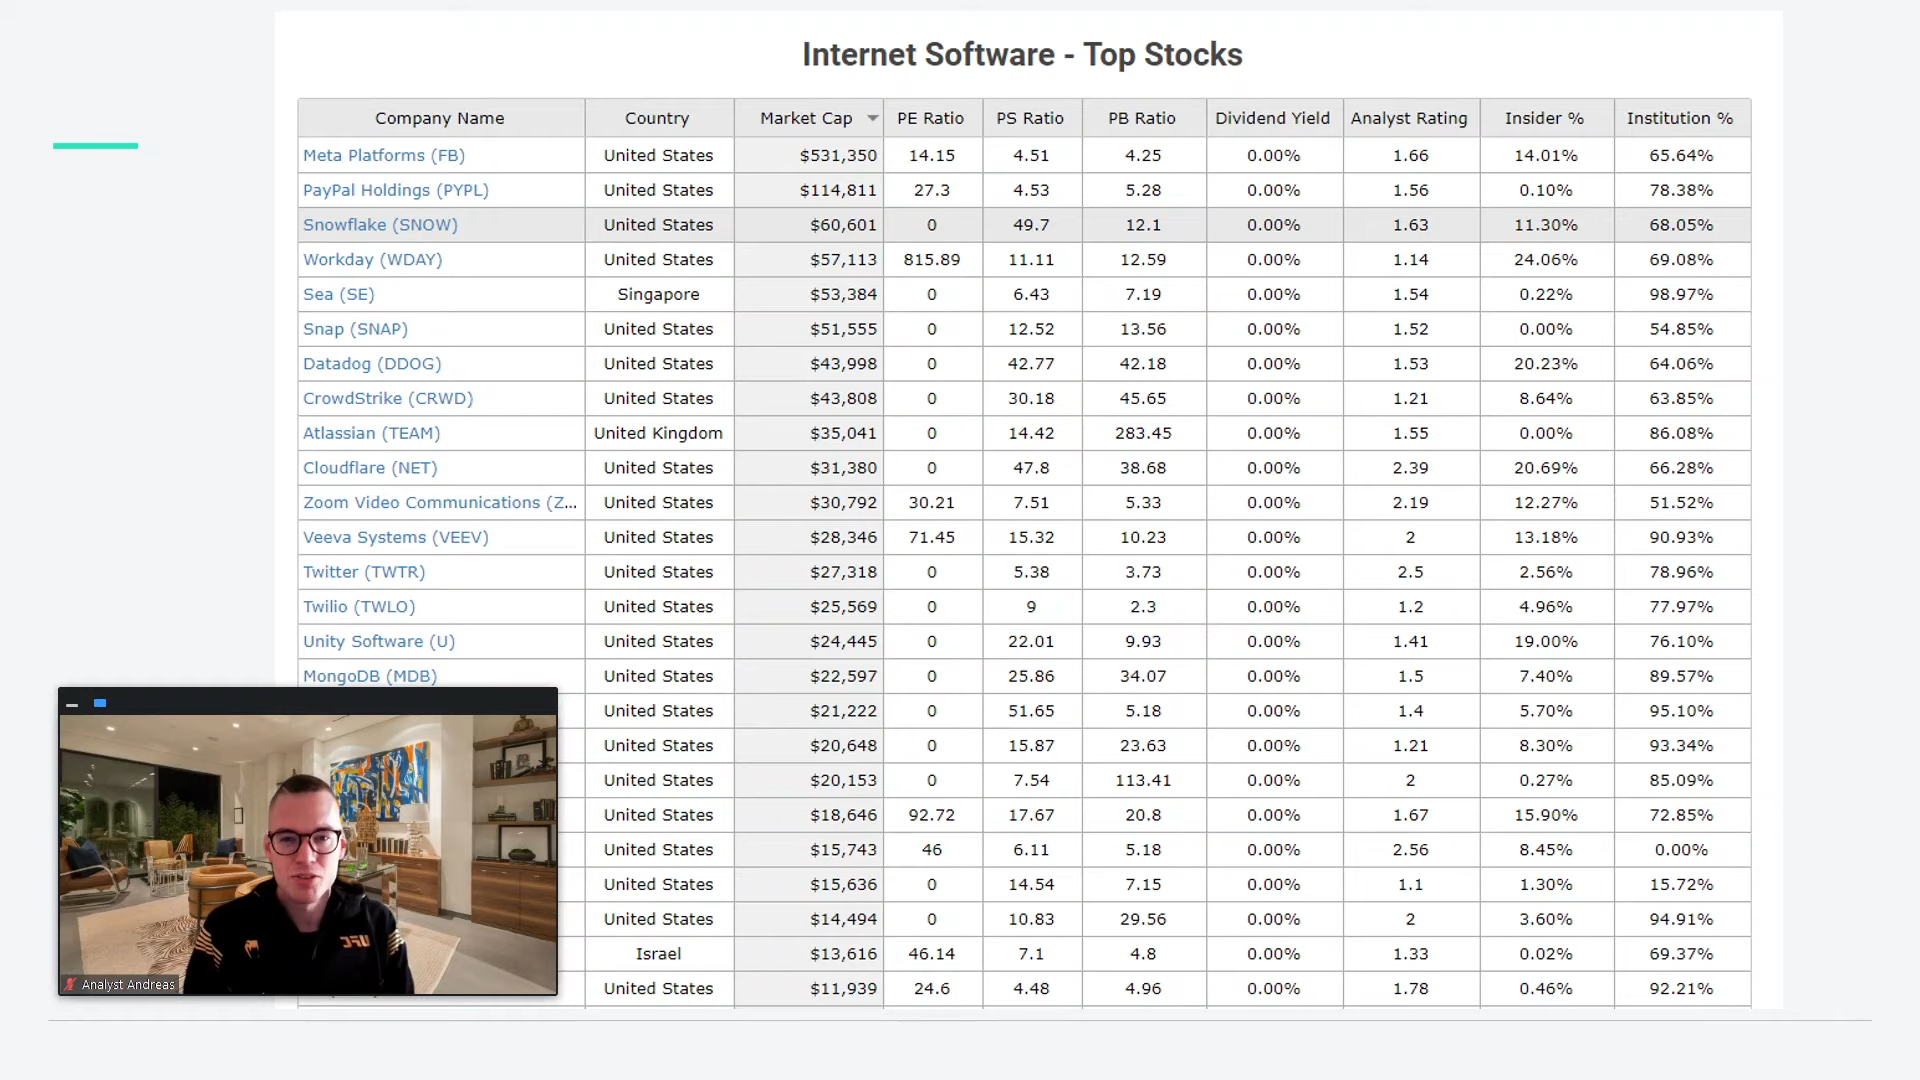 Internet Software - Top Stocks
Company Name Country Market Cap PE Ratio PS Ratio PB Ratio Dividend Yield Analyst Rating Insider % Institution %
Meta Platforms (FB) United States $531,350 14.15 4.51 4.25 0.00% 1.66 14.01% 65.64%
PayPal Holdings (PYPL) United States $114,811 27.3 4.53 5.28 0.00% 1.56 0.10% 78.38%
Snowflake (SNOW) United States $60,601 0 49.7 12.1 0.00% 1.63 11.30% 68.05%
Workday (WDAY) United States $57,113 815.89 11.11 12.59 0.00% 1.14 24.06% 69.08%
Sea (SE) Singapore $53,384 0 6.43 7.19 0.00% 1.54 0.22% 98.97%
Snap (SNAP) United States $51,555 0 12.52 13.56 0.00% 1.52 0.00% 54.85%
Datadog (DDOG) United States $43,998 0 42.77 42.18 0.00% 1.53 20.23% 64.06%
CrowdStrike (CRWD) United States $43,808 0 30.18 45.65 0.00% 1.21 8.64% 63.85%
Atlassian (TEAM) United Kingdom $35,041 0 14.42 283.45 0.00% 1.55 0.00% 86.08%
Cloudflare (NET) United States $31,380 0 47.8 38.68 0.00% 2.39 20.69% 66.28%
Zoom Video Communications (Z... United States $30,792 30.21 7.51 5.33 0.00% 2.19 12.27% 51.52%
Veeva Systems (VEEV) United States $28,346 71.45 15.32 10.23 0.00% 2 13.18% 90.93%
Twitter (TWTR) United States $27,318 0 5.38 3.73 0.00% 2.5 2.56% 78.96%
Twilio (TWLO) United States $25,569 0 9 2.3 0.00% 1.2 4.96% 77.97%
Unity Software (U) United States $24,445 0 22.01 9.93 0.00% 1.41 19.00% 76.10%
MongoDB (MDB) United States $22,597 0 25.86 34.07 0.00% 1.5 7.40% 89.57%
United States $21,222 0 51.65 5.18 0.00% 1.4 5.70% 95.10%
United States $20,648 0 15.87 23.63 0.00% 1.21 8.30% 93.34%
United States $20,153 0 7.54 113.41 0.00% 2 0.27% 85.09%
United States $18,646 92.72 17.67 20.8 0.00% 1.67 15.90% 72.85%
United States $15,743 46 6.11 5.18 0.00% 2.56 8.45% 0.00%
United States $15,636 0 14.54 7.15 0.00% 1.1 1.30% 15.72%
United States $14,494 0 10.83 29.56 0.00% 2 3.60% 94.91%
Israel $13,616 46.14 7.1 4.8 0.00% 1.33 0.02% 69.37%
United States $11,939 24.6 4.48 4.96 0.00% 1.78 0.46% 92.21%
Analyst Andreas